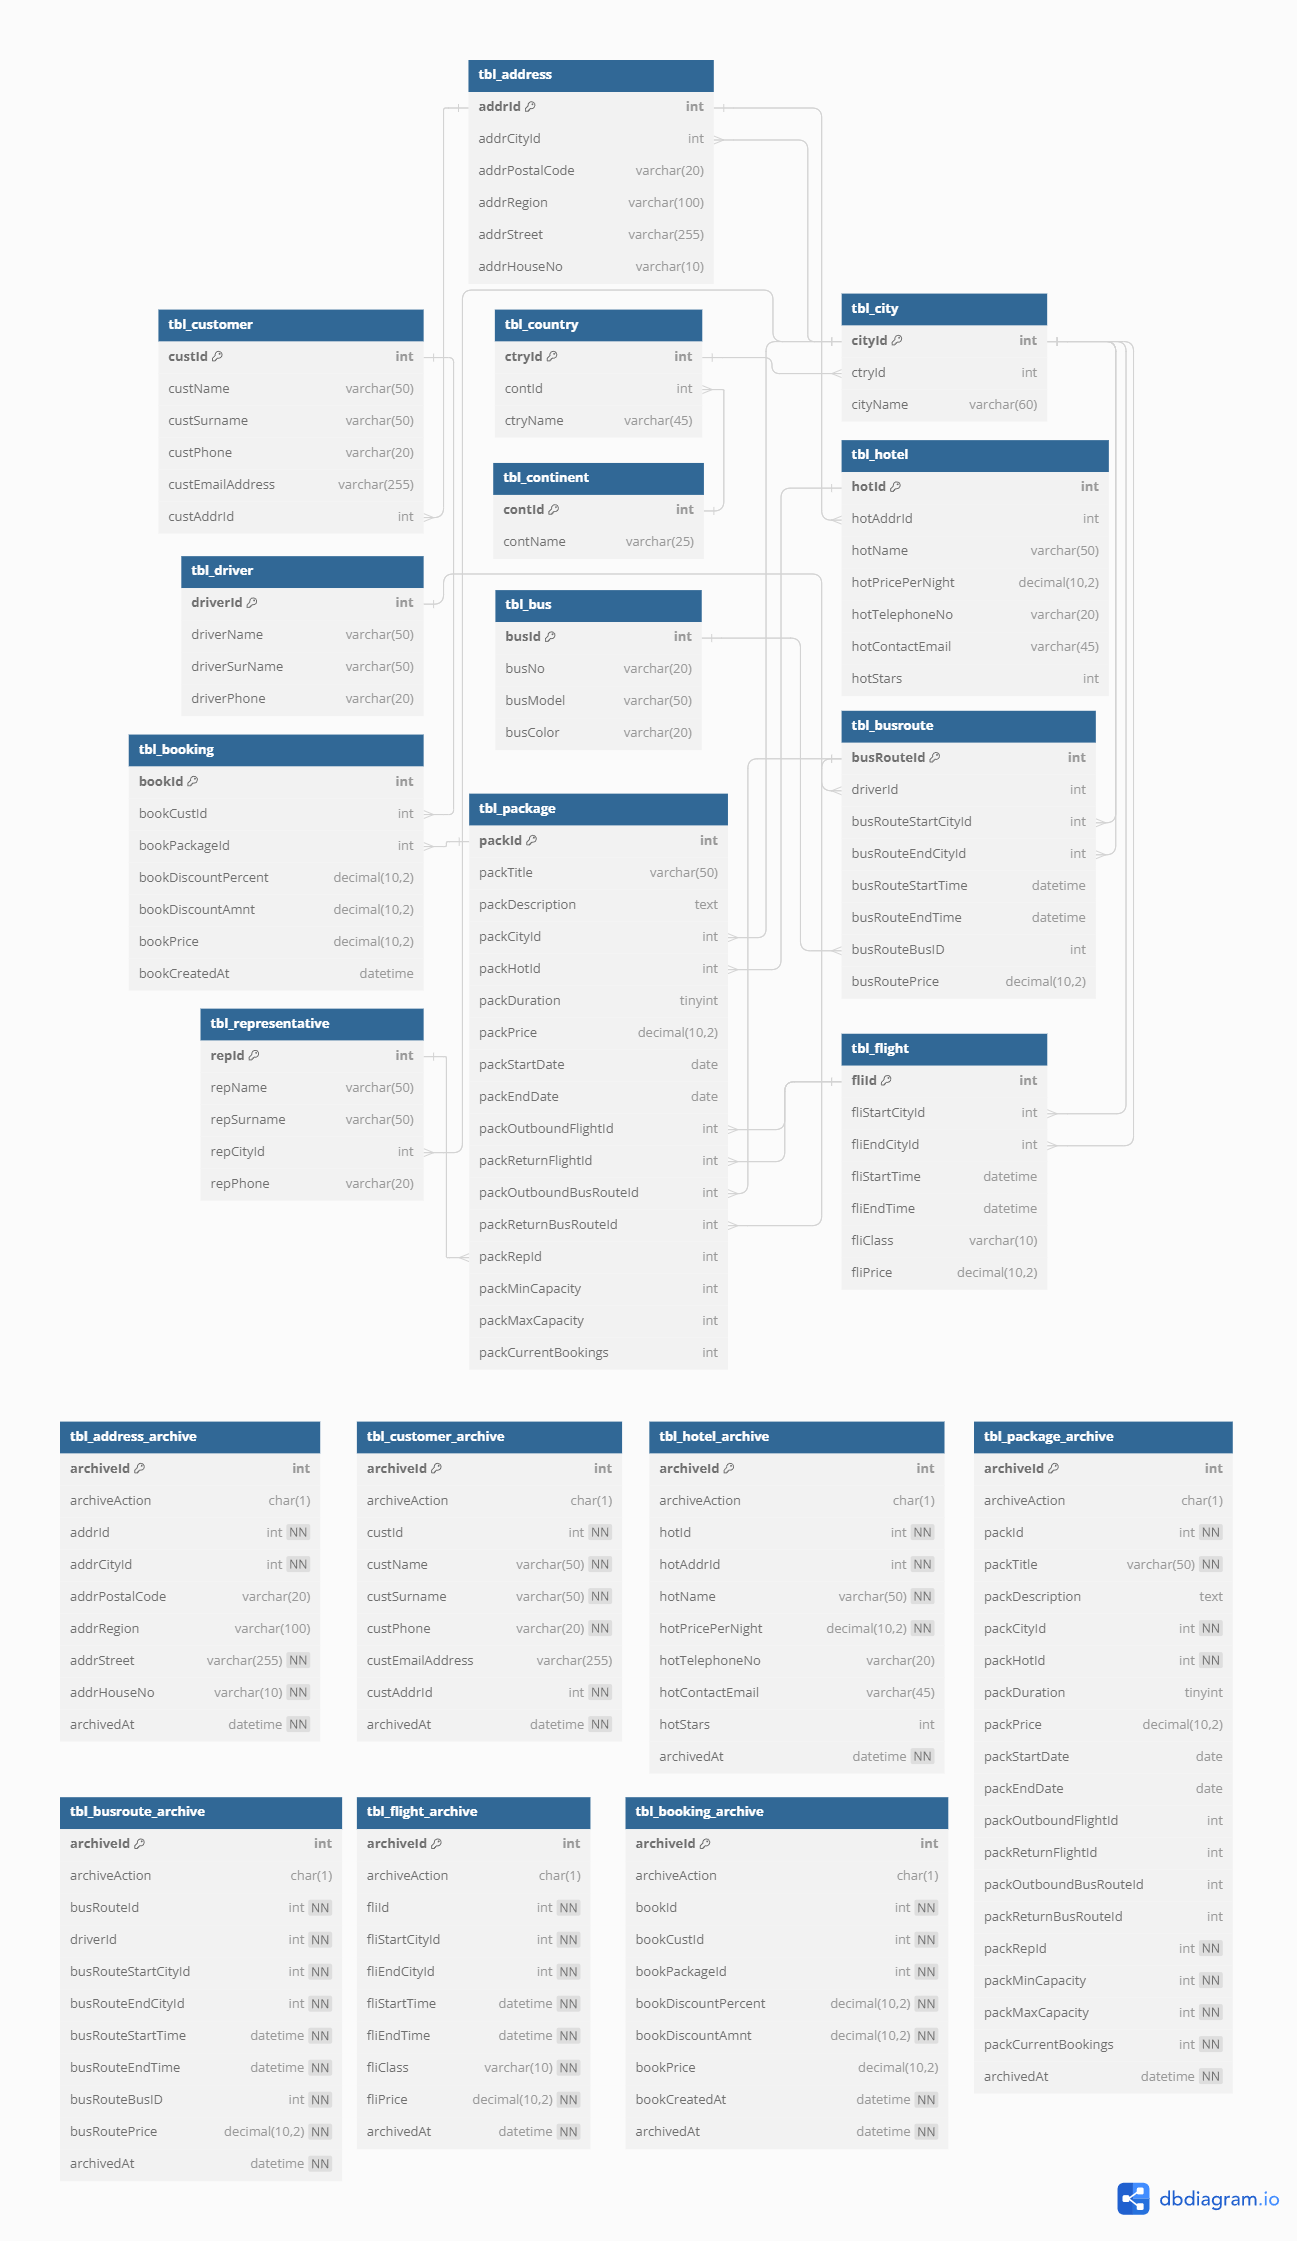 tbl_address
addrId int
addrCityId int
addrPostalCode varchar(20)
addrRegion varchar(100)
addrStreet varchar(255)
addrHouseNo varchar(10)
tbl_customer
custId int
custName varchar(50)
custSurname varchar(50)
custPhone varchar(20)
custEmailAddress varchar(255)
custAddrId int
tbl_country
ctryId int
contId int
ctryName varchar(45)
tbl_city
cityId int
ctryId int
cityName varchar(60)
tbl_continent
contId int
contName varchar(25)
tbl_hotel
hotId int
hotAddrId int
hotName varchar(50)
hotPricePerNight decimal(10,2)
hotTelephoneNo varchar(20)
hotContactEmail varchar(45)
hotStars int
tbl_driver
driverId int
driverName varchar(50)
driverSurName varchar(50)
driverPhone varchar(20)
tbl_bus
busId int
busNo varchar(20)
busModel varchar(50)
busColor varchar(20)
tbl_busroute
busRouteId int
driverId int
busRouteStartCityId int
busRouteEndCityId int
busRouteStartTime datetime
busRouteEndTime datetime
busRouteBusID int
busRoutePrice decimal(10,2)
tbl_booking
bookId int
bookCustId int
bookPackageId int
bookDiscountPercent decimal(10,2)
bookDiscountAmnt decimal(10,2)
bookPrice decimal(10,2)
bookCreatedAt datetime
tbl_package
packId int
packTitle varchar(50)
packDescription text
packCityId int
packHotId int
packDuration tinyint
packPrice decimal(10,2)
packStartDate date
packEndDate date
packOutboundFlightId int
packReturnFlightId int
packOutboundBusRouteId int
packReturnBusRouteId int
packRepId int
packMinCapacity int
packMaxCapacity int
packCurrentBookings int
tbl_representative
repId int
repName varchar(50)
repSurname varchar(50)
repCityId int
repPhone varchar(20)
tbl_flight
fliId int
fliStartCityId int
fliEndCityId int
fliStartTime datetime
fliEndTime datetime
fliClass varchar(10)
fliPrice decimal(10,2)
tbl_address_archive
archiveId int
archiveAction char(1)
addrId int NN
addrCityId int NN
addrPostalCode varchar(20)
addrRegion varchar(100)
addrStreet varchar(255) NN
addrHouseNo varchar(10) NN
archivedAt datetime NN
tbl_customer_archive
archiveId int
archiveAction char(1)
custId int NN
custName varchar(50) NN
custSurname varchar(50) NN
custPhone varchar(20) NN
custEmailAddress varchar(255)
custAddrId int NN
archivedAt datetime NN
tbl_hotel_archive
archiveId int
archiveAction char(1)
hotId int NN
hotAddrId int NN
hotName varchar(50) NN
hotPricePerNight decimal(10,2) NN
hotTelephoneNo varchar(20)
hotContactEmail varchar(45)
hotStars int
archivedAt datetime NN
tbl_package_archive
archiveId int
archiveAction char(1)
packId int NN
packTitle varchar(50) NN
packDescription text
packCityId int NN
packHotId int NN
packDuration tinyint
packPrice decimal(10,2)
packStartDate date
packEndDate date
packOutboundFlightId int
packReturnFlightId int
packOutboundBusRouteId int
packReturnBusRouteId int
packRepId int NN
packMinCapacity int NN
packMaxCapacity int NN
packCurrentBookings int NN
archivedAt datetime NN
tbl_busroute_archive
archiveId int
archiveAction char(1)
busRouteId int NN
driverId int NN
busRouteStartCityId int NN
busRouteEndCityId int NN
busRouteStartTime datetime NN
busRouteEndTime datetime NN
busRouteBusID int NN
busRoutePrice decimal(10,2) NN
archivedAt datetime NN
tbl_flight_archive
archiveId int
archiveAction char(1)
fliId int NN
fliStartCityId int NN
fliEndCityId int NN
fliStartTime datetime NN
fliEndTime datetime NN
fliClass varchar(10) NN
fliPrice decimal(10,2) NN
archivedAt datetime NN
tbl_booking_archive
archiveId int
archiveAction char(1)
bookId int NN
bookCustId int NN
bookPackageId int NN
bookDiscountPercent decimal(10,2) NN
bookDiscountAmnt decimal(10,2) NN
bookPrice decimal(10,2)
bookCreatedAt datetime NN
archivedAt datetime NN
dbdiagram.io